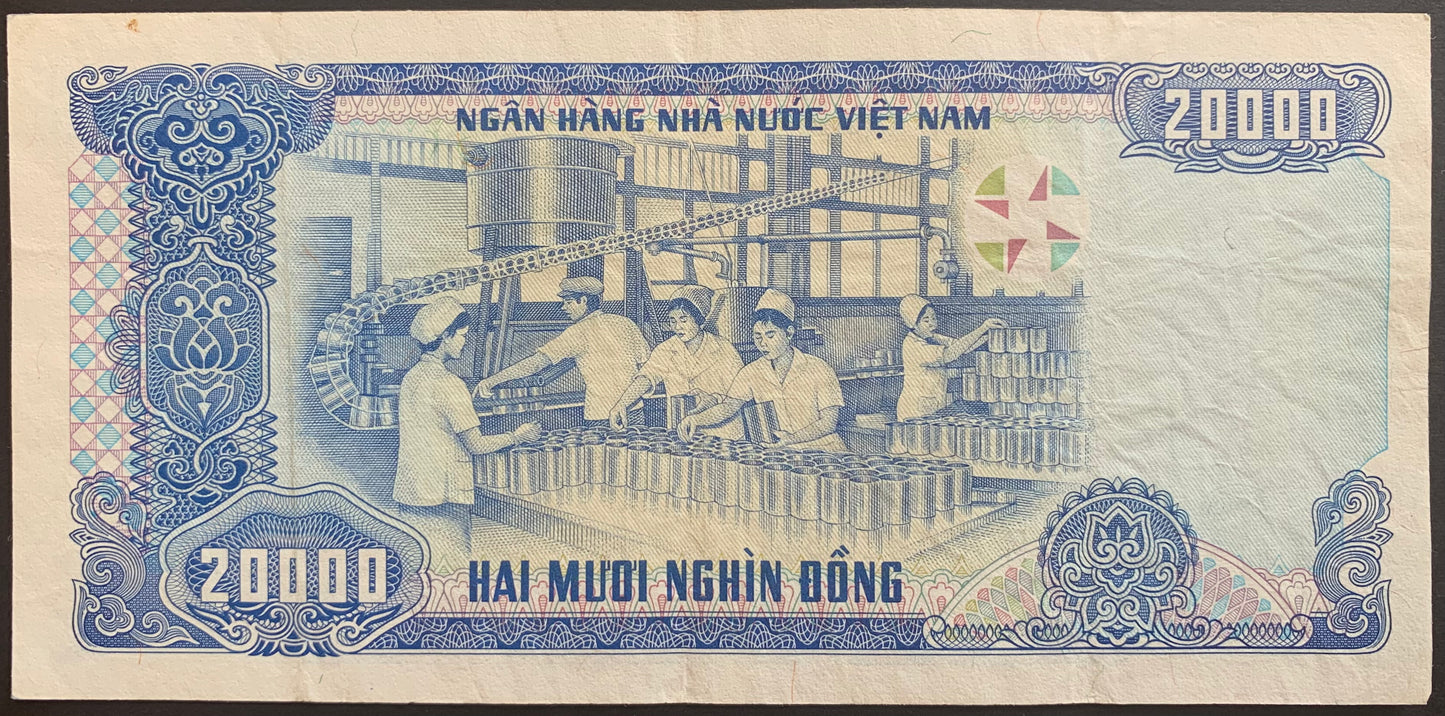 NGÂN HÀNG NHÀ NƯỚC VIỆT NAM
20000
20000
HAI MƯƠI NGHÌN ĐỒNG